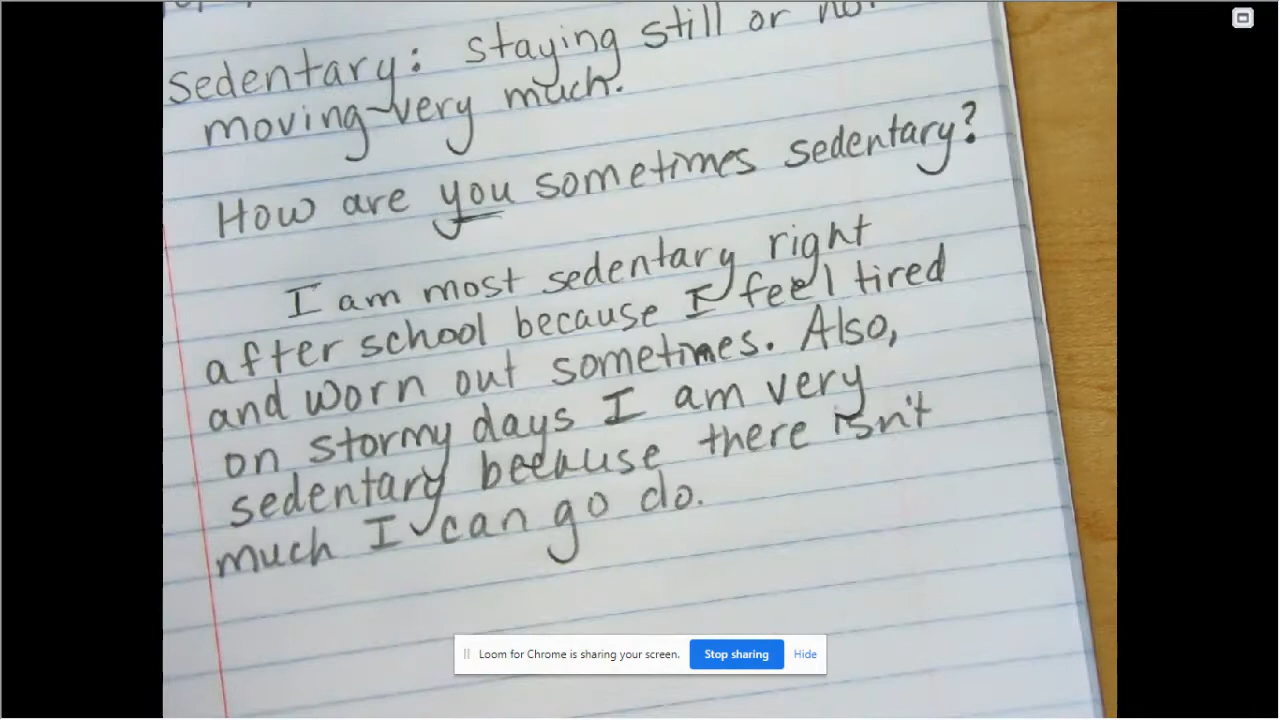 sedentary: staying still or
moving very much.
How are you sometimes sedentary?
I am most sedentary right
after school because I feel tired
and worn out sometimes. Also,
on stormy days I am very
sedentary because there isn't
much I can go do.
Loom for Chrome is sharing your screen. Stop sharing Hide